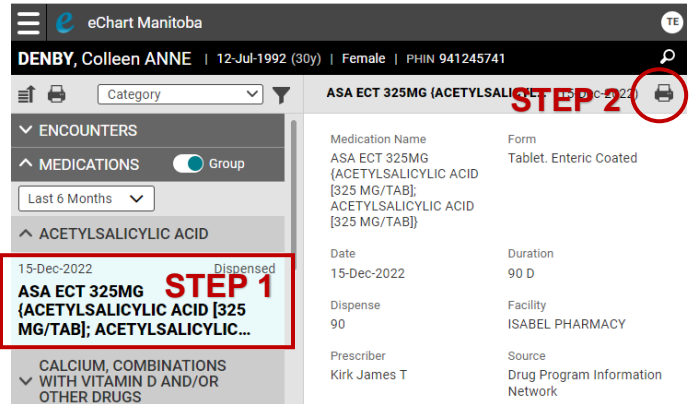 eChart Manitoba
TE
DENBY, Colleen ANNE | 12-Jul-1992 (30y) | Female | PHIN 941245741
Category
ASA ECT 325MG {ACETYLSALICYL... 15-Dec-2022)
STEP 2
ENCOUNTERS
MEDICATIONS
Group
Last 6 Months
ACETYLSALICYLIC ACID
15-Dec-2022
Dispensed
STEP 1
ASA ECT 325MG
{ACETYLSALICYLIC ACID [325
MG/TAB]; ACETYLSALICYLIC...
CALCIUM, COMBINATIONS
WITH VITAMIN D AND/OR
OTHER DRUGS
Medication Name
ASA ECT 325MG
{ACETYLSALICYLIC ACID
[325 MG/TAB];
ACETYLSALICYLIC ACID
[325 MG/TAB]}
Form
Tablet. Enteric Coated
Date
15-Dec-2022
Duration
90 D
Dispense
90
Facility
ISABEL PHARMACY
Prescriber
Kirk James T
Source
Drug Program Information
Network